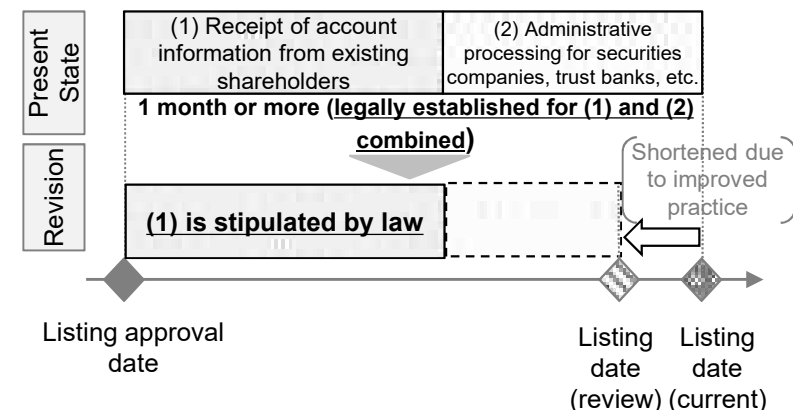 Present
State
(1) Receipt of account
information from existing
shareholders
(2) Administrative
processing for securities
companies, trust banks, etc.
1 month or more (legally established for (1) and (2)
combined)
Revision
(1) is stipulated by law
Shortened due
to improved
practice
Listing approval
date
Listing
date
(review)
Listing
date
(current)